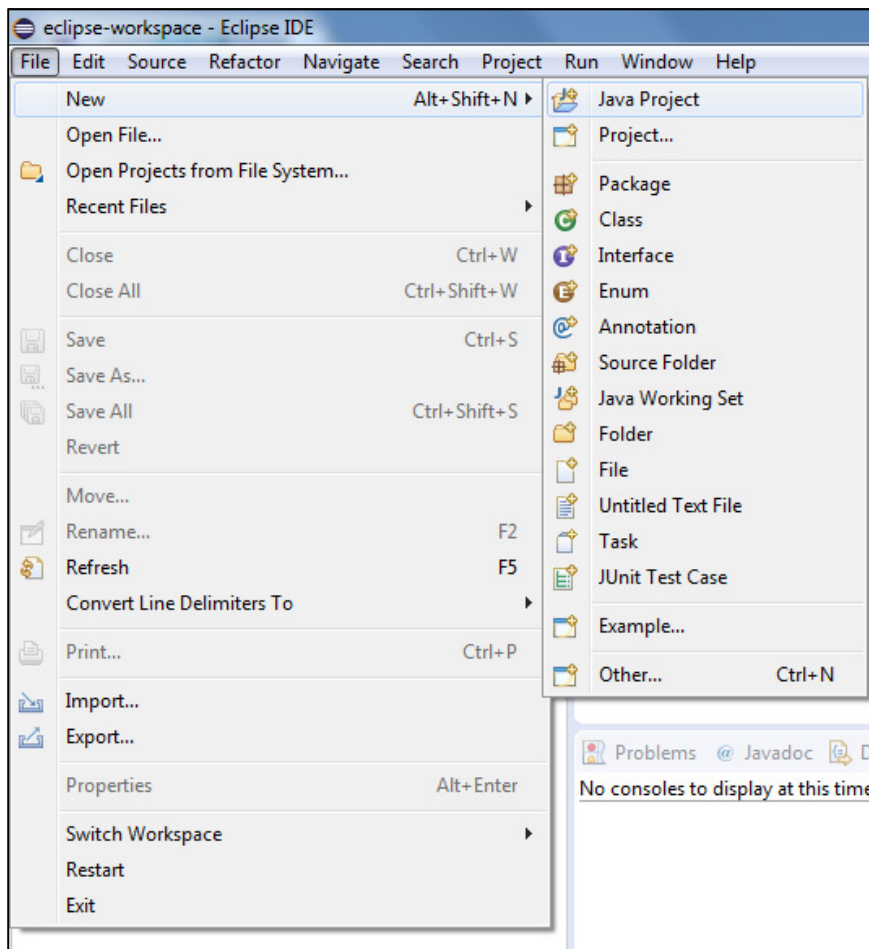 eclipse-workspace - Eclipse IDE
File Edit Source Refactor Navigate Search Project Run Window Help
New Alt+Shift+N
Open File...
Open Projects from File System...
Recent Files
Close Ctrl+W
Close All Ctrl+Shift+W
Save Ctrl+S
Save As...
Save All Ctrl+Shift+S
Revert
Move...
Rename... F2
Refresh F5
Convert Line Delimiters To
Print... Ctrl+P
Import...
Export...
Properties Alt+Enter
Switch Workspace
Restart
Exit
Java Project
Project...
Package
Class
Interface
Enum
Annotation
Source Folder
Java Working Set
Folder
File
Untitled Text File
Task
JUnit Test Case
Example...
Other... Ctrl+N
Problems @ Javadoc D
No consoles to display at this time